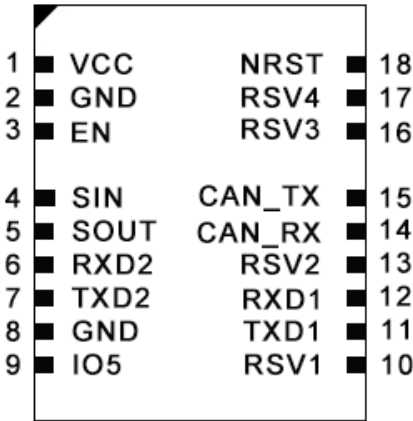 1 VCC NRST 18
2 GND RSV4 17
3 EN RSV3 16
4 SIN CAN_TX 15
5 SOUT CAN_RX 14
6 RXD2 RSV2 13
7 TXD2 RXD1 12
8 GND TXD1 11
9 IO5 RSV1 10